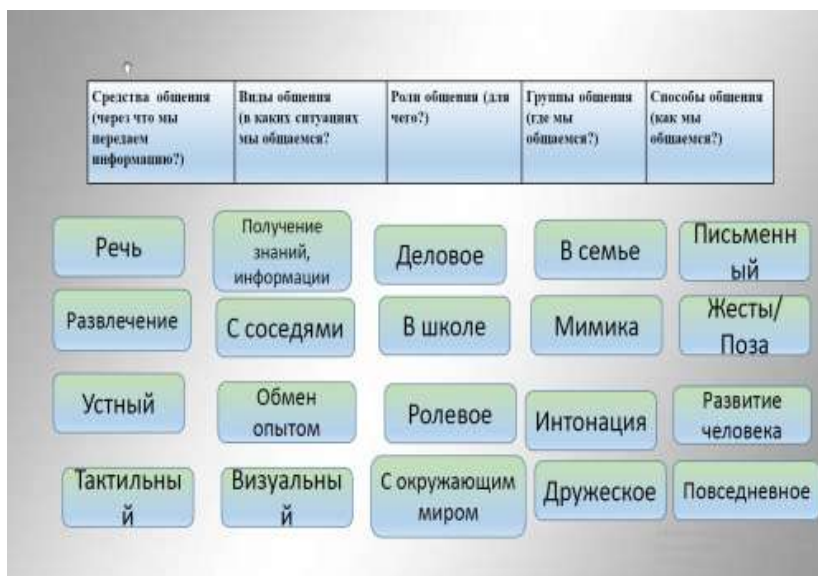 Средства общения
(через что мы
передаем
информацию?)
Виды общения
(в каких ситуациях
мы общаемся?
Роли общения (для
чего?)
Группы общения
(где мы
общаемся?)
Способы общения
(как мы
общаемся?)
Речь
Получение
знаний,
информации
Деловое
В семье
Письменн
ый
Развлечение
С соседями
В школе
Мимика
Жесты/
Поза
Устный
Обмен
опытом
Ролевое
Интонация
Развитие
человека
Тактильны
й
Визуальны
й
С окружающим
миром
Дружеское
Повседневное